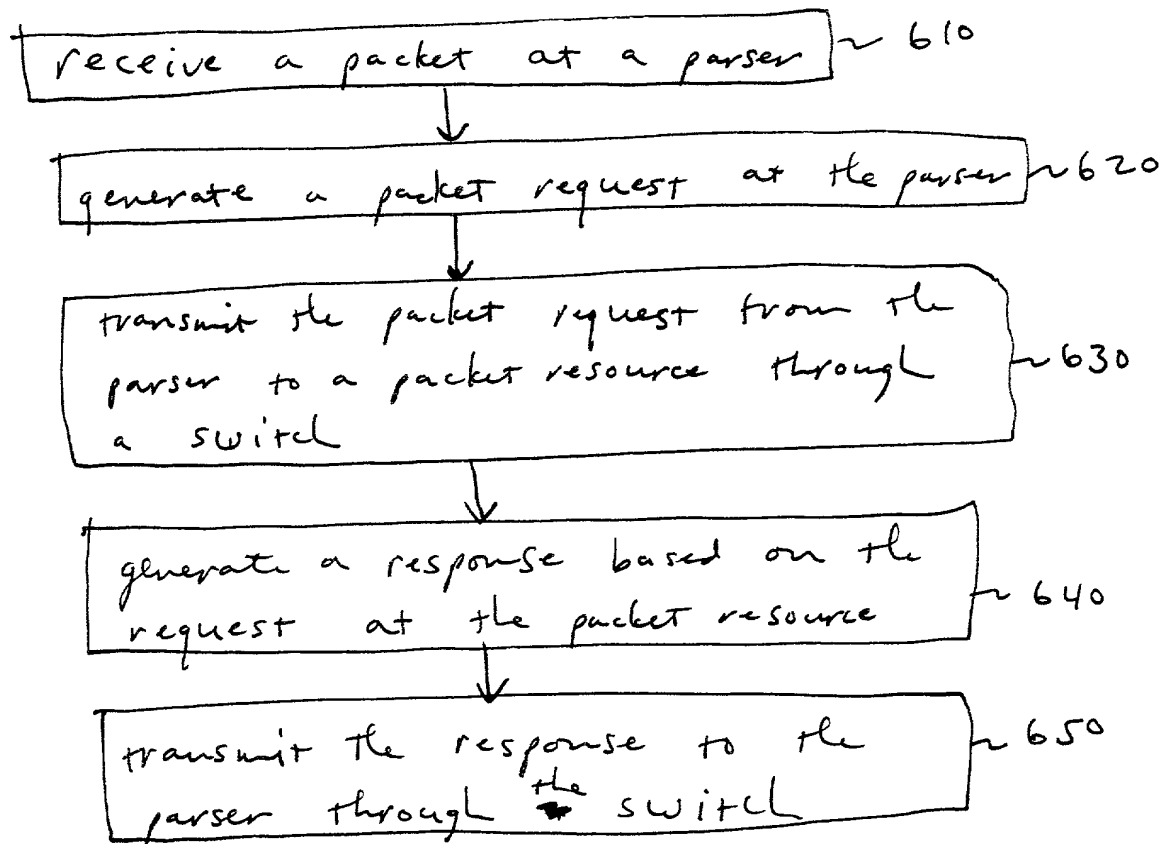 receive a packet at a parser ~ 610
generate a packet request at the parser ~ 620
transmit the packet request from the
parser to a packet resource through
a switch
~ 630
generate a response based on the
request at the packet resource
~ 640
transmit the response to the
parser through the switch
~ 650